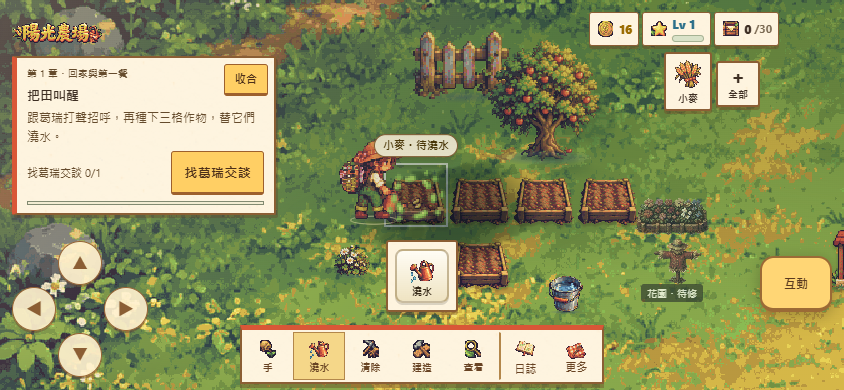 陽光農場
16
Lv 1
0 /30
第 1 章 · 回家與第一餐
收合
把田叫醒
跟葛瑞打聲招呼，再種下三格作物，替它們
澆水。
找葛瑞交談 0/1
找葛瑞交談
小麥
+
全部
小麥 · 待澆水
澆水
花圃 · 待修
互動
手
澆水
清除
建造
查看
日誌
更多